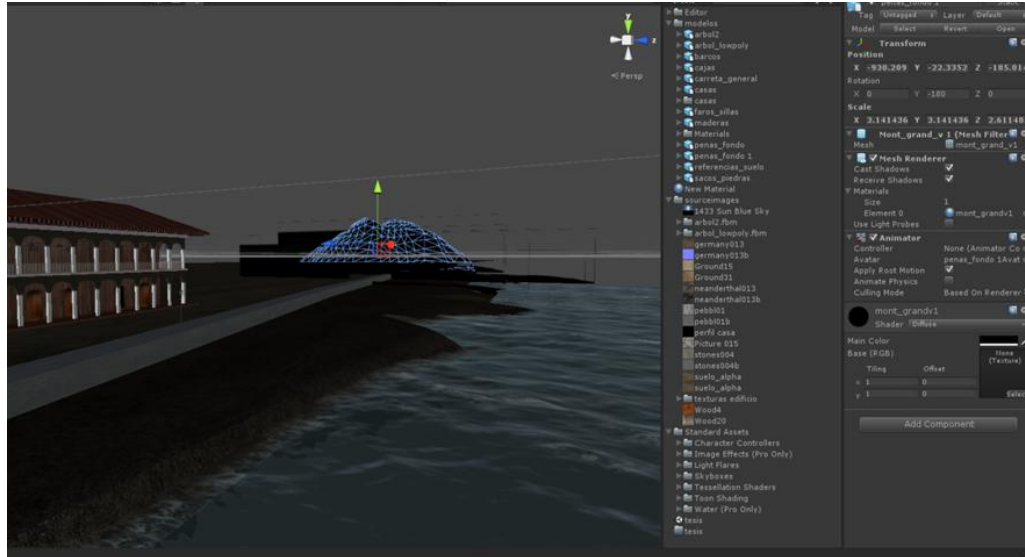 y
z
Persp
Editor
modelos
arbol2
arbol_lowpoly
barcos
cajas
carreta_general
casas
casas
faros_sillas
maderas
Materials
penas_fondo
penas_fondo 1
referencias_suelo
sacos_piedras
New Material
sourceimages
1433 Sun Blue Sky
arbol2.fbm
arbol_lowpoly.fbm
germany013
germany013b
Ground15
Ground31
neanderthal013
neanderthal013b
pebbl01
pebbl01b
perfil casa
Picture 015
stones004
stones004b
suelo_alpha
suelo_alpha
texturas edificio
Wood4
Wood20
Standard Assets
Character Controllers
Image Effects (Pro Only)
Light Flares
Skyboxes
Tessellation Shaders
Toon Shading
Water (Pro Only)
tesis
tesis
penas_fondo 1 Static
Tag Untagged Layer Default
Model Select Revert Open
Transform
Position
X -930.209 Y -22.3352 Z -185.014
Rotation
X 0 Y -180 Z 0
Scale
X 3.141436 Y 3.141436 Z 2.61148
Mont_grand_v 1 (Mesh Filter
Mesh mont_grand_v1
Mesh Renderer
Cast Shadows
Receive Shadows
Materials
Size 1
Element 0 mont_grandv1
Use Light Probes
Animator
Controller None (Animator Co
Avatar penas_fondo 1Avat
Apply Root Motion
Animate Physics
Culling Mode Based On Renderer
mont_grandv1
Shader Diffuse
Main Color
Base (RGB) None
(Texture)
Tiling Offset
x 1 0
y 1 0
Selec
Add Component